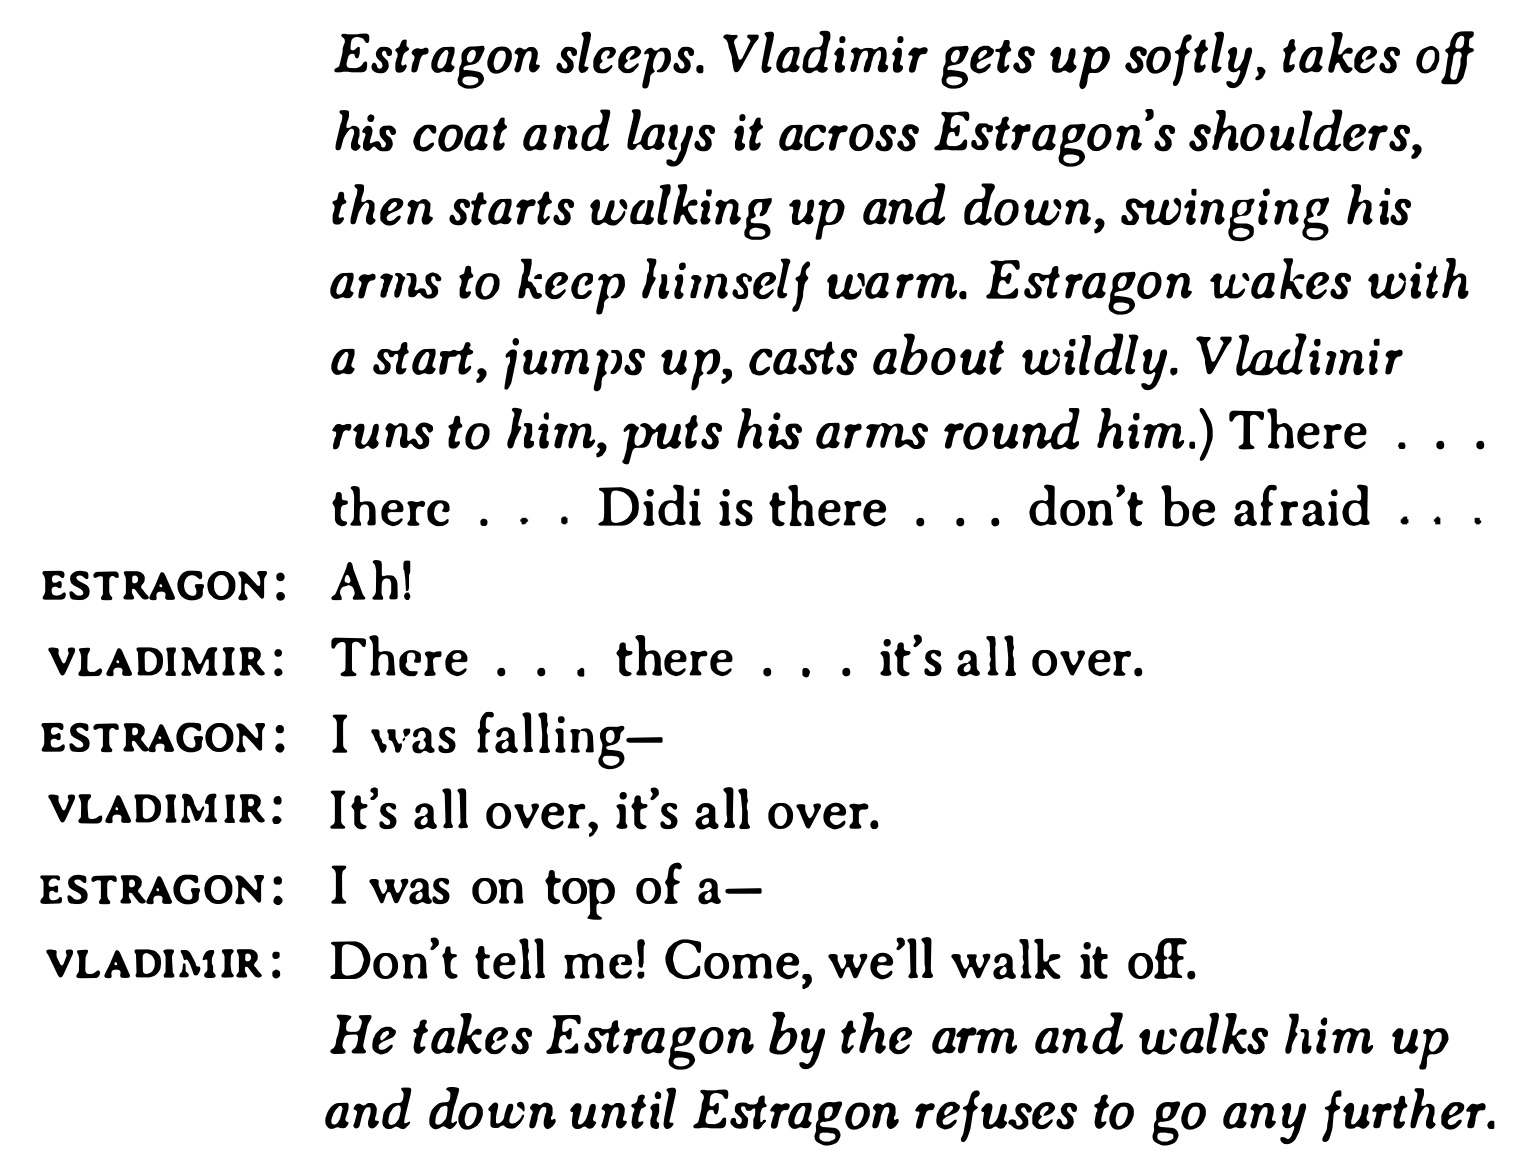 Estragon sleeps. Vladimir gets up softly, takes off
his coat and lays it across Estragon's shoulders,
then starts walking up and down, swinging his
arms to keep himself warm. Estragon wakes with
a start, jumps up, casts about wildly. Vladimir
runs to him, puts his arms round him.) There . . .
there . . . Didi is there . . . don't be afraid . . .
ESTRAGON: Ah!
VLADIMIR: There . . . there . . . it's all over.
ESTRAGON: I was falling—
VLADIMIR: It's all over, it's all over.
ESTRAGON: I was on top of a—
VLADIMIR: Don't tell me! Come, we'll walk it off.
He takes Estragon by the arm and walks him up
and down until Estragon refuses to go any further.